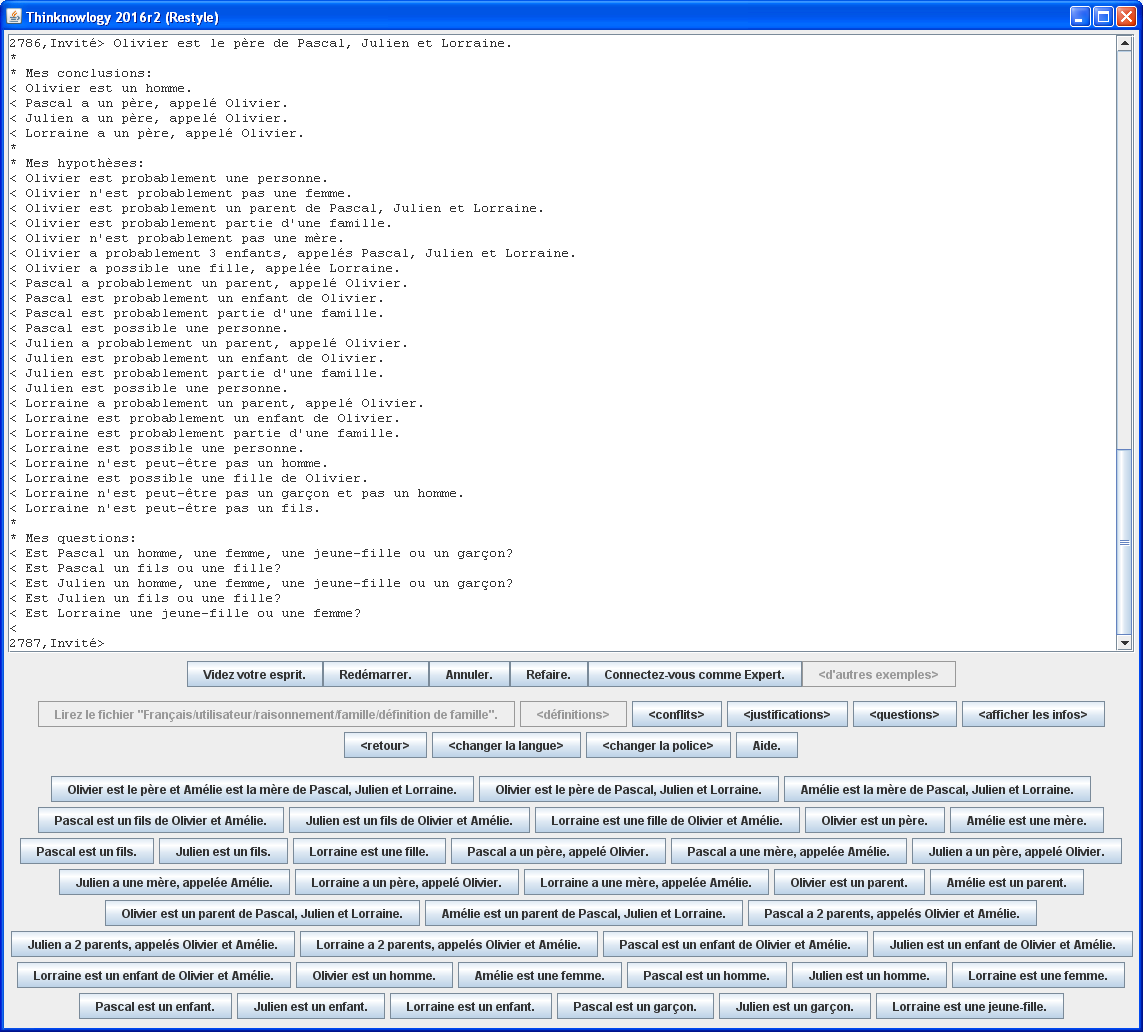 Thinknowlogy 2016r2 (Restyle)
2786,Invité> Olivier est le père de Pascal, Julien et Lorraine.
*
* Mes conclusions:
< Olivier est un homme.
< Pascal a un père, appelé Olivier.
< Julien a un père, appelé Olivier.
< Lorraine a un père, appelé Olivier.
*
* Mes hypothèses:
< Olivier est probablement une personne.
< Olivier n'est probablement pas une femme.
< Olivier est probablement un parent de Pascal, Julien et Lorraine.
< Olivier est probablement partie d'une famille.
< Olivier n'est probablement pas une mère.
< Olivier a probablement 3 enfants, appelés Pascal, Julien et Lorraine.
< Olivier a possible une fille, appelée Lorraine.
< Pascal a probablement un parent, appelé Olivier.
< Pascal est probablement un enfant de Olivier.
< Pascal est probablement partie d'une famille.
< Pascal est possible une personne.
< Julien a probablement un parent, appelé Olivier.
< Julien est probablement un enfant de Olivier.
< Julien est probablement partie d'une famille.
< Julien est possible une personne.
< Lorraine a probablement un parent, appelé Olivier.
< Lorraine est probablement un enfant de Olivier.
< Lorraine est probablement partie d'une famille.
< Lorraine est possible une personne.
< Lorraine n'est peut-être pas un homme.
< Lorraine est possible une fille de Olivier.
< Lorraine n'est peut-être pas un garçon et pas un homme.
< Lorraine n'est peut-être pas un fils.
*
* Mes questions:
< Est Pascal un homme, une femme, une jeune-fille ou un garçon?
< Est Pascal un fils ou une fille?
< Est Julien un homme, une femme, une jeune-fille ou un garçon?
< Est Julien un fils ou une fille?
< Est Lorraine une jeune-fille ou une femme?
<
2787,Invité>
Videz votre esprit. Redémarrer. Annuler. Refaire. Connectez-vous comme Expert. <d'autres exemples>
Lirez le fichier "Français/utilisateur/raisonnement/famille/définition de famille". <définitions> <conflits> <justifications> <questions> <afficher les infos>
<retour> <changer la langue> <changer la police> Aide.
Olivier est le père et Amélie est la mère de Pascal, Julien et Lorraine. Olivier est le père de Pascal, Julien et Lorraine. Amélie est la mère de Pascal, Julien et Lorraine.
Pascal est un fils de Olivier et Amélie. Julien est un fils de Olivier et Amélie. Lorraine est une fille de Olivier et Amélie. Olivier est un père. Amélie est une mère.
Pascal est un fils. Julien est un fils. Lorraine est une fille. Pascal a un père, appelé Olivier. Pascal a une mère, appelée Amélie. Julien a un père, appelé Olivier.
Julien a une mère, appelée Amélie. Lorraine a un père, appelé Olivier. Lorraine a une mère, appelée Amélie. Olivier est un parent. Amélie est un parent.
Olivier est un parent de Pascal, Julien et Lorraine. Amélie est un parent de Pascal, Julien et Lorraine. Pascal a 2 parents, appelés Olivier et Amélie.
Julien a 2 parents, appelés Olivier et Amélie. Lorraine a 2 parents, appelés Olivier et Amélie. Pascal est un enfant de Olivier et Amélie. Julien est un enfant de Olivier et Amélie.
Lorraine est un enfant de Olivier et Amélie. Olivier est un homme. Amélie est une femme. Pascal est un homme. Julien est un homme. Lorraine est une femme.
Pascal est un enfant. Julien est un enfant. Lorraine est un enfant. Pascal est un garçon. Julien est un garçon. Lorraine est une jeune-fille.